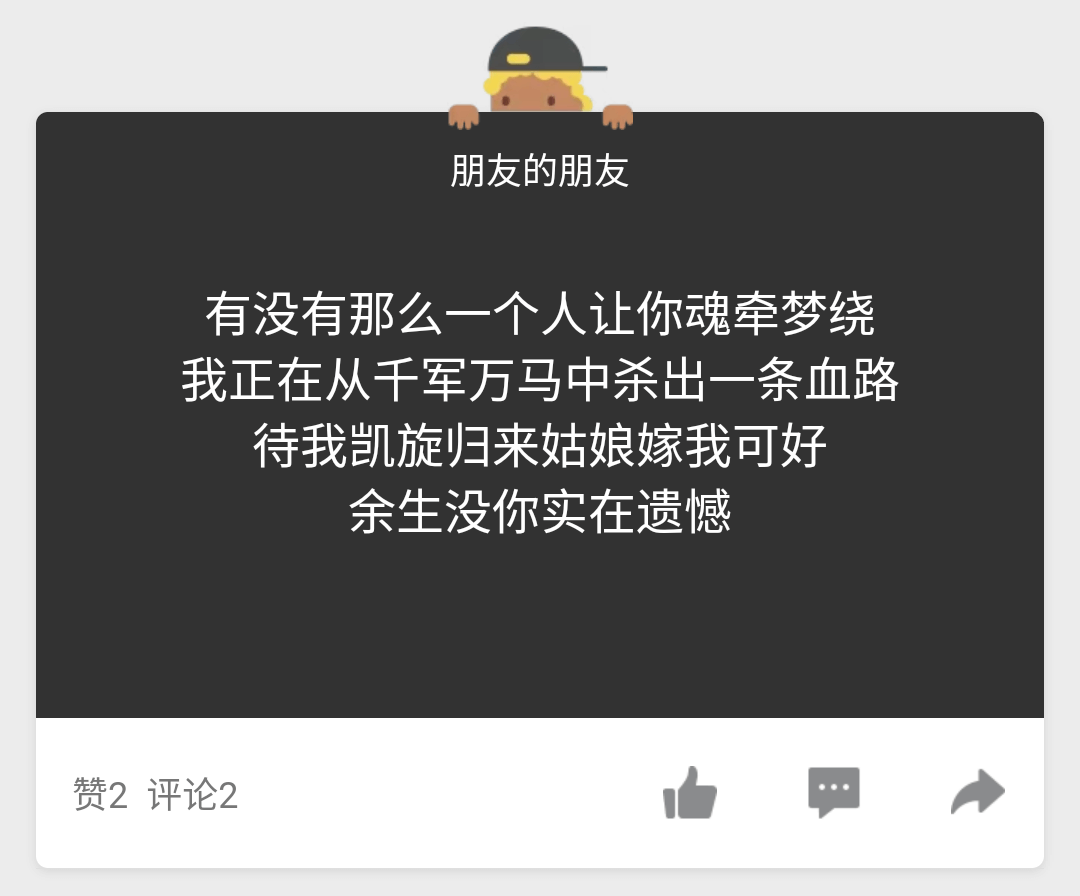 朋友的朋友
有没有那么一个人让你魂牵梦绕
我正在从千军万马中杀出一条血路
待我凯旋归来姑娘嫁我可好
余生没你实在遗憾
赞2 评论2